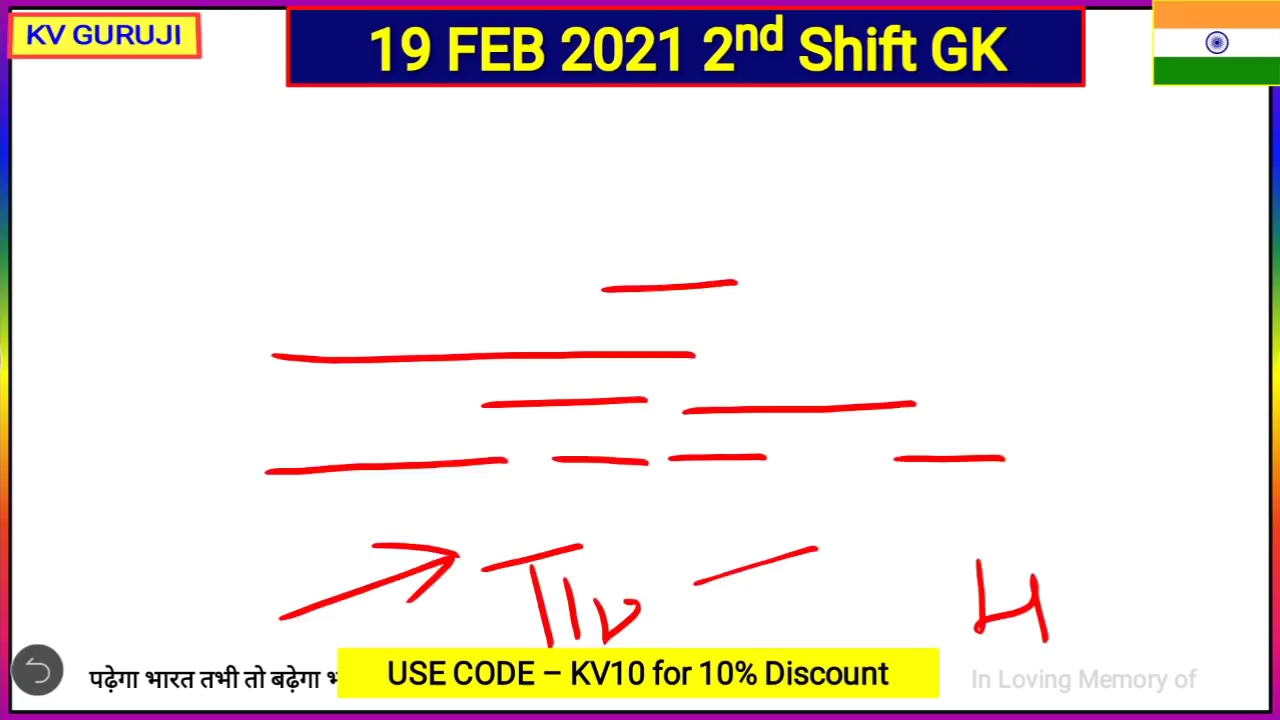 KV GURUJI
19 FEB 2021 2nd Shift GK
पढ़ेगा भारत तभी तो बढ़ेगा
USE CODE – KV10 for 10% Discount
In Loving Memory of